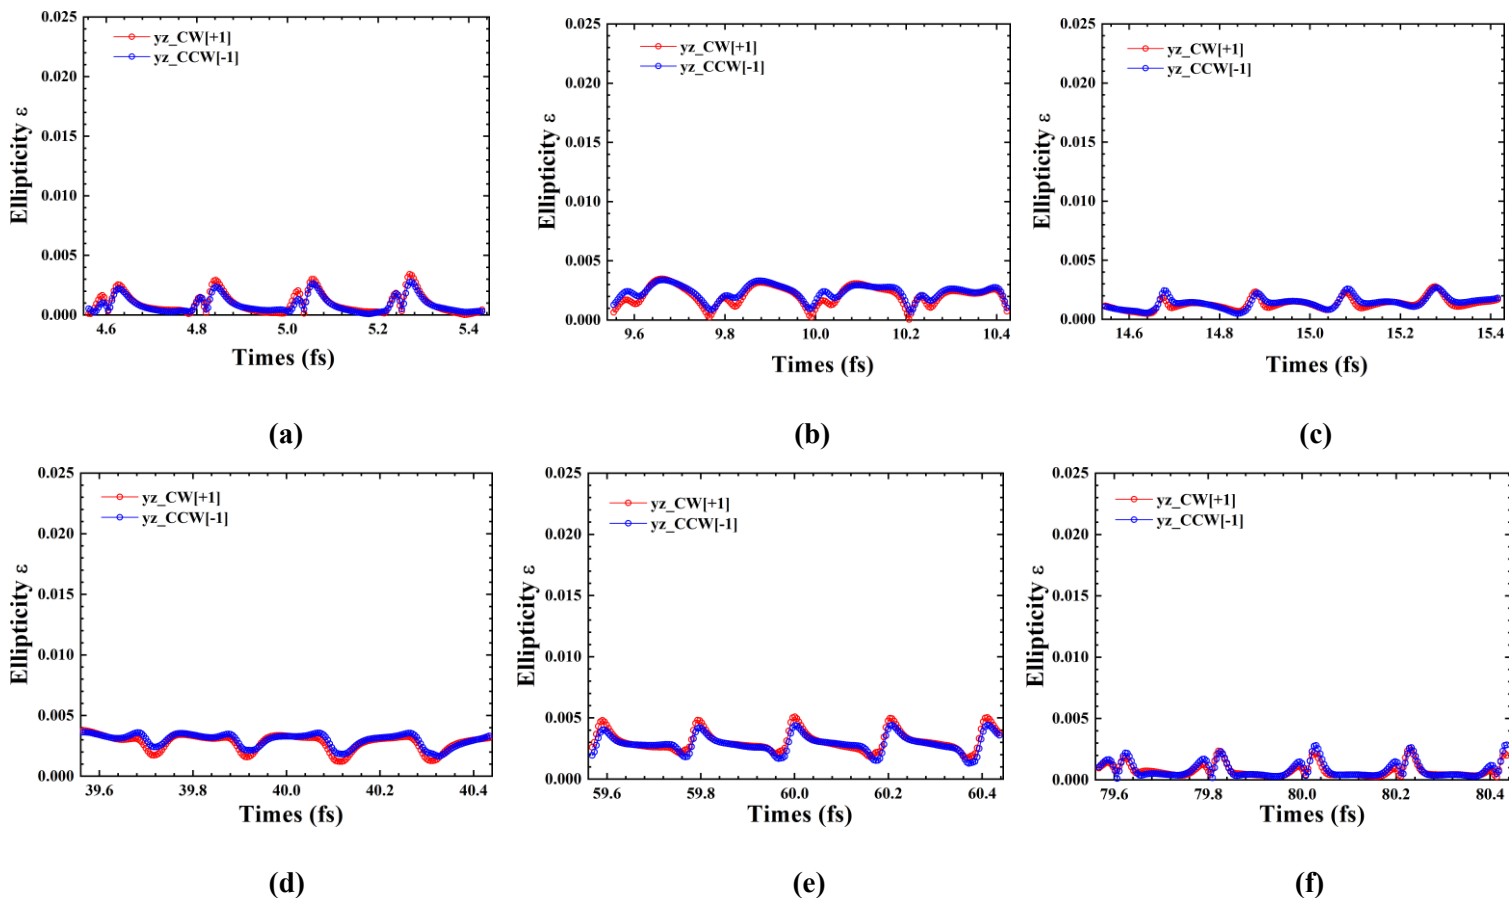 yz_CW[+1]
yz_CCW[-1]
Ellipticity ε
0.025
0.020
0.015
0.010
0.005
0.000
4.6 4.8 5.0 5.2 5.4
Times (fs)
(a)
yz_CW[+1]
yz_CCW[-1]
Ellipticity ε
0.025
0.020
0.015
0.010
0.005
0.000
9.6 9.8 10.0 10.2 10.4
Times (fs)
(b)
yz_CW[+1]
yz_CCW[-1]
Ellipticity ε
0.025
0.020
0.015
0.010
0.005
0.000
14.6 14.8 15.0 15.2 15.4
Times (fs)
(c)
yz_CW[+1]
yz_CCW[-1]
Ellipticity ε
0.025
0.020
0.015
0.010
0.005
0.000
39.6 39.8 40.0 40.2 40.4
Times (fs)
(d)
yz_CW[+1]
yz_CCW[-1]
Ellipticity ε
0.025
0.020
0.015
0.010
0.005
0.000
59.6 59.8 60.0 60.2 60.4
Times (fs)
(e)
yz_CW[+1]
yz_CCW[-1]
Ellipticity ε
0.025
0.020
0.015
0.010
0.005
0.000
79.6 79.8 80.0 80.2 80.4
Times (fs)
(f)